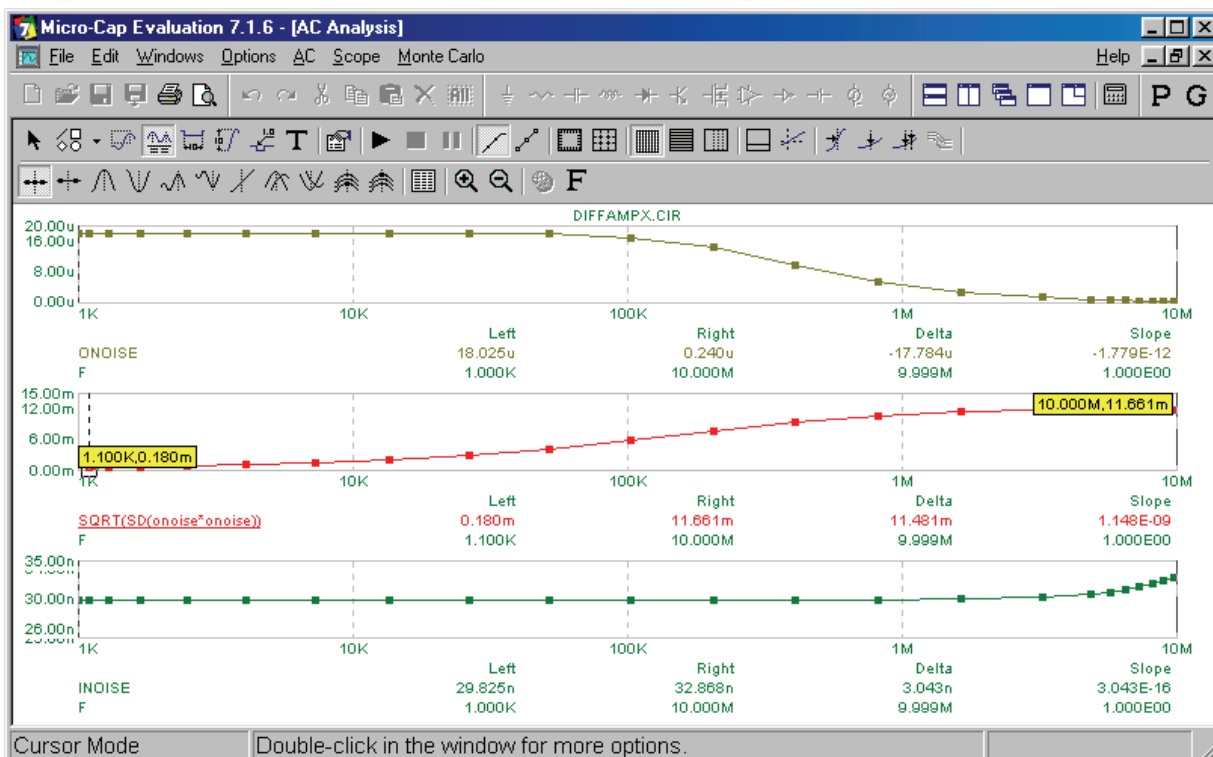 Micro-Cap Evaluation 7.1.6 - [AC Analysis]
File Edit Windows Options AC Scope Monte Carlo Help
P G
T
F
DIFFAMPX.CIR
20.00u
16.00u
8.00u
0.00u
1K 10K 100K 1M 10M
Left Right Delta Slope
ONOISE 18.025u 0.240u -17.784u -1.779E-12
F 1.000K 10.000M 9.999M 1.000E00
15.00m
12.00m
10.000M,11.661m
6.00m
1.100K,0.180m
0.00m
1K 10K 100K 1M 10M
Left Right Delta Slope
SQRT(SD(onoise*onoise)) 0.180m 11.661m 11.481m 1.148E-09
F 1.100K 10.000M 9.999M 1.000E00
35.00n
30.00n
26.00n
1K 10K 100K 1M 10M
Left Right Delta Slope
INOISE 29.825n 32.868n 3.043n 3.043E-16
F 1.000K 10.000M 9.999M 1.000E00
Cursor Mode Double-click in the window for more options.